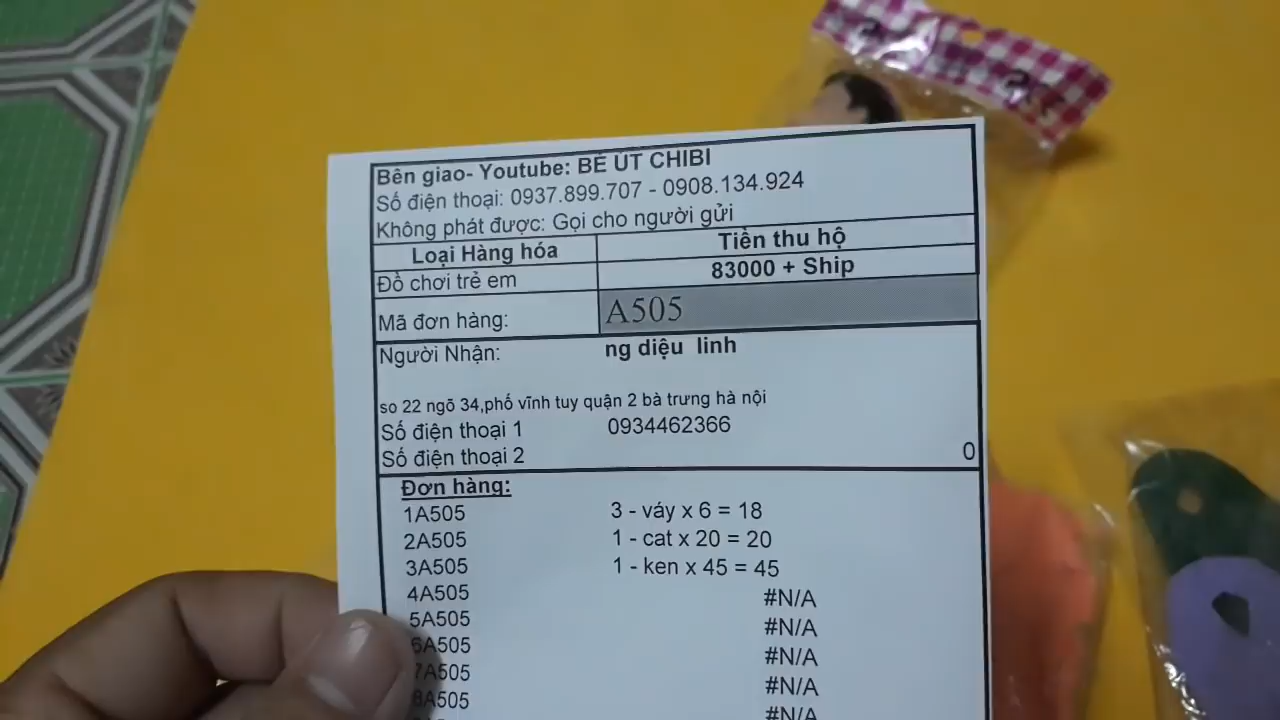 Bên giao- Youtube: BÉ ÚT CHIBI
Số điện thoại: 0937.899.707 - 0908.134.924
Không phát được: Gọi cho người gửi
Loại Hàng hóa Tiền thu hộ
Đồ chơi trẻ em 83000 + Ship
Mã đơn hàng: A505
Người Nhận: ng diệu linh
so 22 ngõ 34,phố vĩnh tuy quận 2 bà trưng hà nội
Số điện thoại 1 0934462366
Số điện thoại 2 0
Đơn hàng:
1A505 3 - váy x 6 = 18
2A505 1 - cat x 20 = 20
3A505 1 - ken x 45 = 45
4A505 #N/A
5A505 #N/A
6A505 #N/A
7A505 #N/A
8A505 #N/A